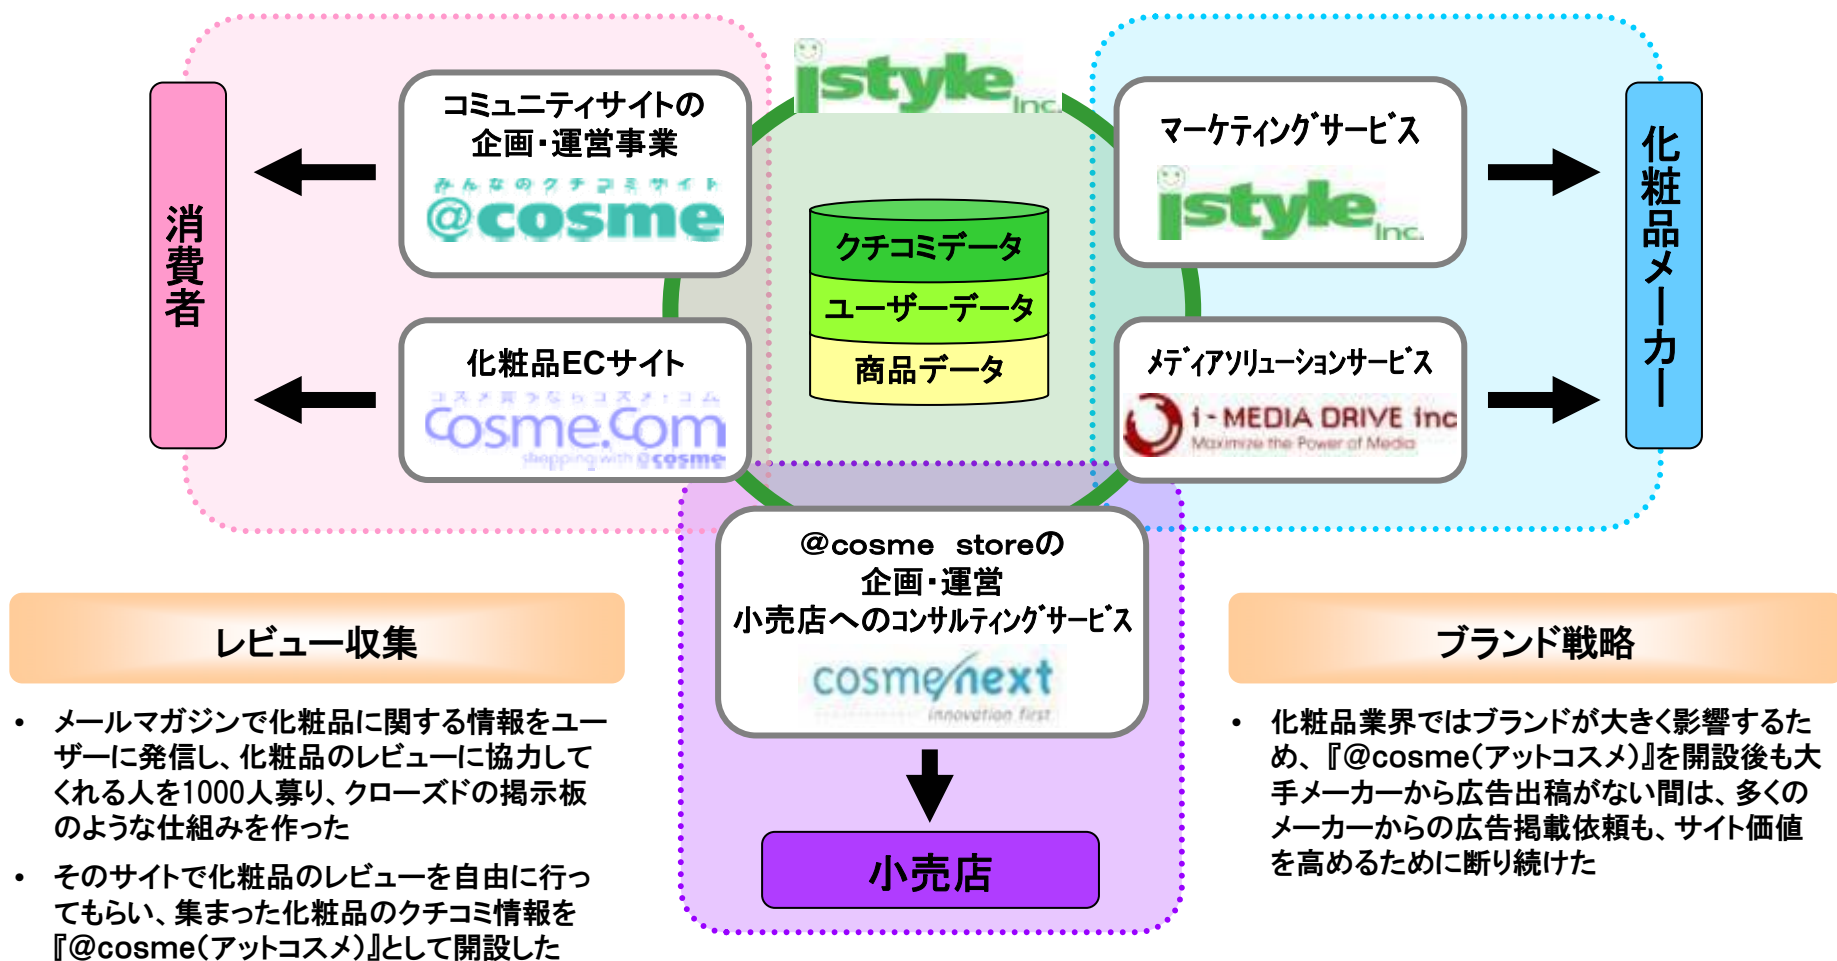 istyle Inc.
消費者
コミュニティサイトの
企画・運営事業
みんなのクチコミサイト
@cosme
化粧品ECサイト
コスメ買うならコスメ・コム
Cosme.Com
shopping with @cosme
クチコミデータ
ユーザーデータ
商品データ
マーケティングサービス
istyle Inc.
メディアソリューションサービス
i-MEDIA DRIVE inc
Maximize the Power of Media
化粧品メーカー
@cosme storeの
企画・運営
小売店へのコンサルティングサービス
cosme/next
innovation first
小売店
レビュー収集
• メールマガジンで化粧品に関する情報をユー
ザーに発信し、化粧品のレビューに協力して
くれる人を1000人募り、クローズドの掲示板
のような仕組みを作った
• そのサイトで化粧品のレビューを自由に行っ
てもらい、集まった化粧品のクチコミ情報を
『@cosme(アットコスメ)』として開設した
ブランド戦略
• 化粧品業界ではブランドが大きく影響するた
め、『@cosme(アットコスメ)』を開設後も大
手メーカーから広告出稿がない間は、多くの
メーカーからの広告掲載依頼も、サイト価値
を高めるために断り続けた